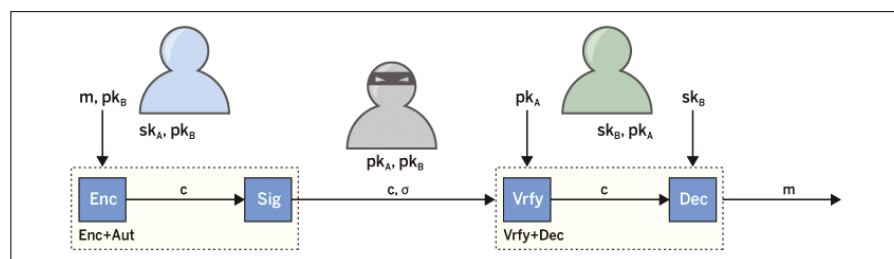 m, pk_B
sk_A, pk_B
pk_A, pk_B
pk_A
sk_B, pk_A
sk_B
Enc
c
Sig
c, σ
Vrfy
c
Dec
m
Enc+Aut
Vrfy+Dec